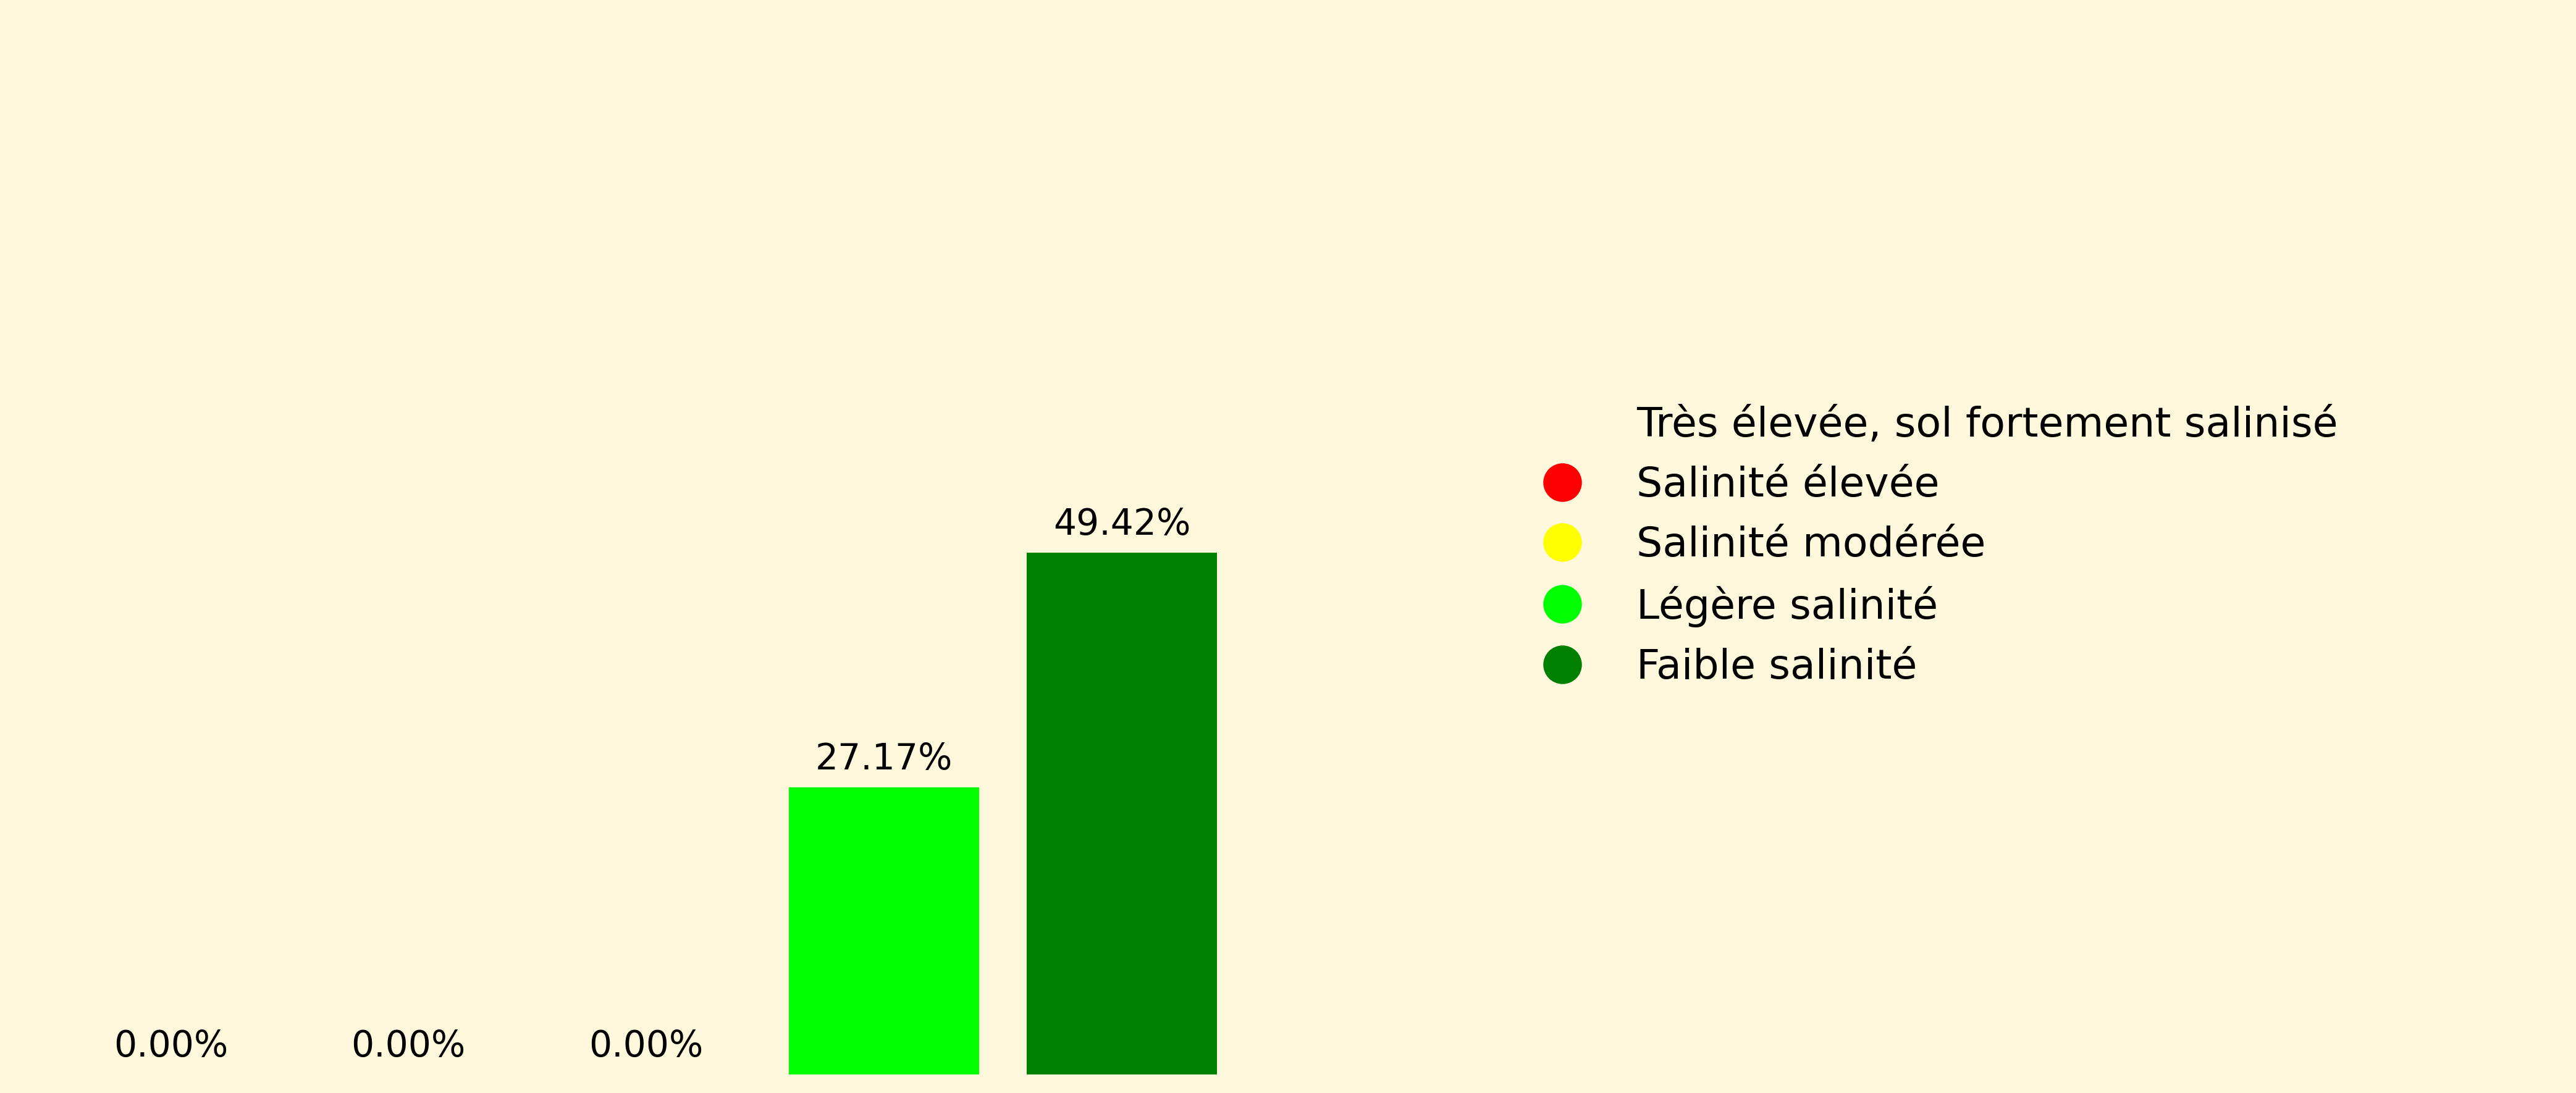 49.42%
27.17%
0.00% 0.00% 0.00%
Très élevée, sol fortement salinisé
Salinité élevée
Salinité modérée
Légère salinité
Faible salinité